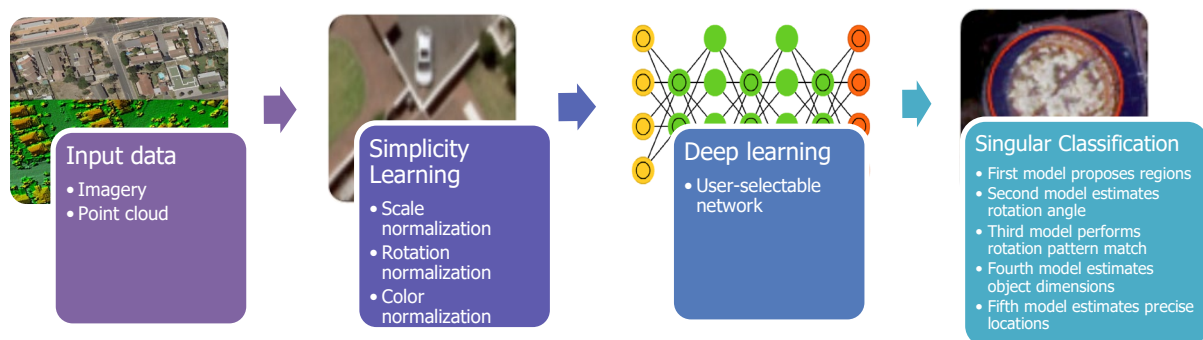 Input data
• Imagery
• Point cloud
Simplicity
Learning
• Scale
normalization
• Rotation
normalization
• Color
normalization
Deep learning
• User-selectable
network
Singular Classification
• First model proposes regions
• Second model estimates
rotation angle
• Third model performs
rotation pattern match
• Fourth model estimates
object dimensions
• Fifth model estimates precise
locations